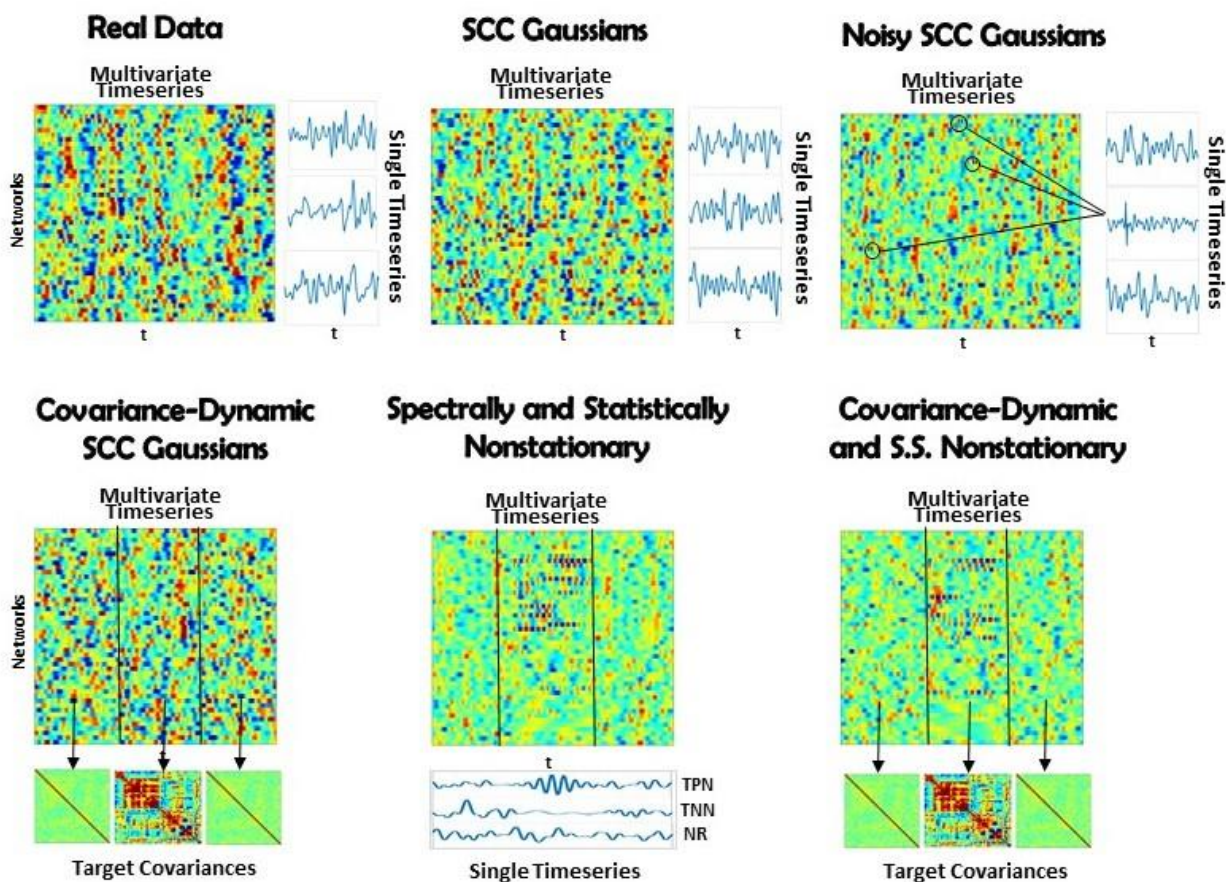 Real Data
Multivariate
Timeseries
Networks
Single Timeseries
t
t
SCC Gaussians
Multivariate
Timeseries
Single Timeseries
t
t
Noisy SCC Gaussians
Multivariate
Timeseries
Single Timeseries
t
t
Covariance-Dynamic
SCC Gaussians
Multivariate
Timeseries
Networks
Target Covariances
Spectrally and Statistically
Nonstationary
Multivariate
Timeseries
t
TPN
TNN
NR
Single Timeseries
Covariance-Dynamic
and S.S. Nonstationary
Multivariate
Timeseries
Target Covariances